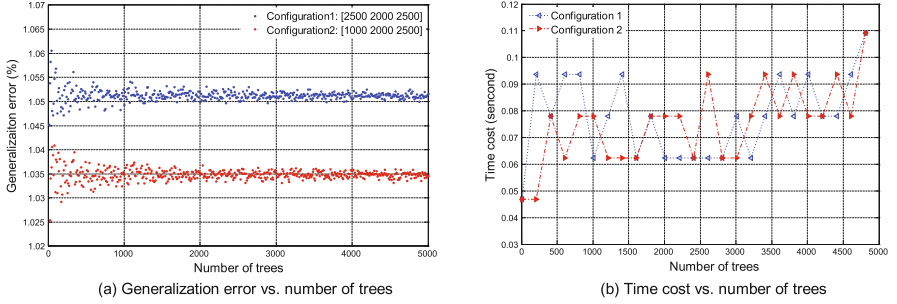 1.07
1.065
1.06
1.055
1.05
1.045
1.04
1.035
1.03
1.025
1.02
Generalizaiton error (%)
Configuration1: [2500 2000 2500]
Configuration2: [1000 2000 2500]
0 1000 2000 3000 4000 5000
Number of trees
(a) Generalization error vs. number of trees
0.12
0.11
0.1
0.09
0.08
0.07
0.06
0.05
0.04
0.03
Time cost (sencond)
Configuration 1
Configuration 2
0 500 1000 1500 2000 2500 3000 3500 4000 4500 5000
Number of trees
(b) Time cost vs. number of trees